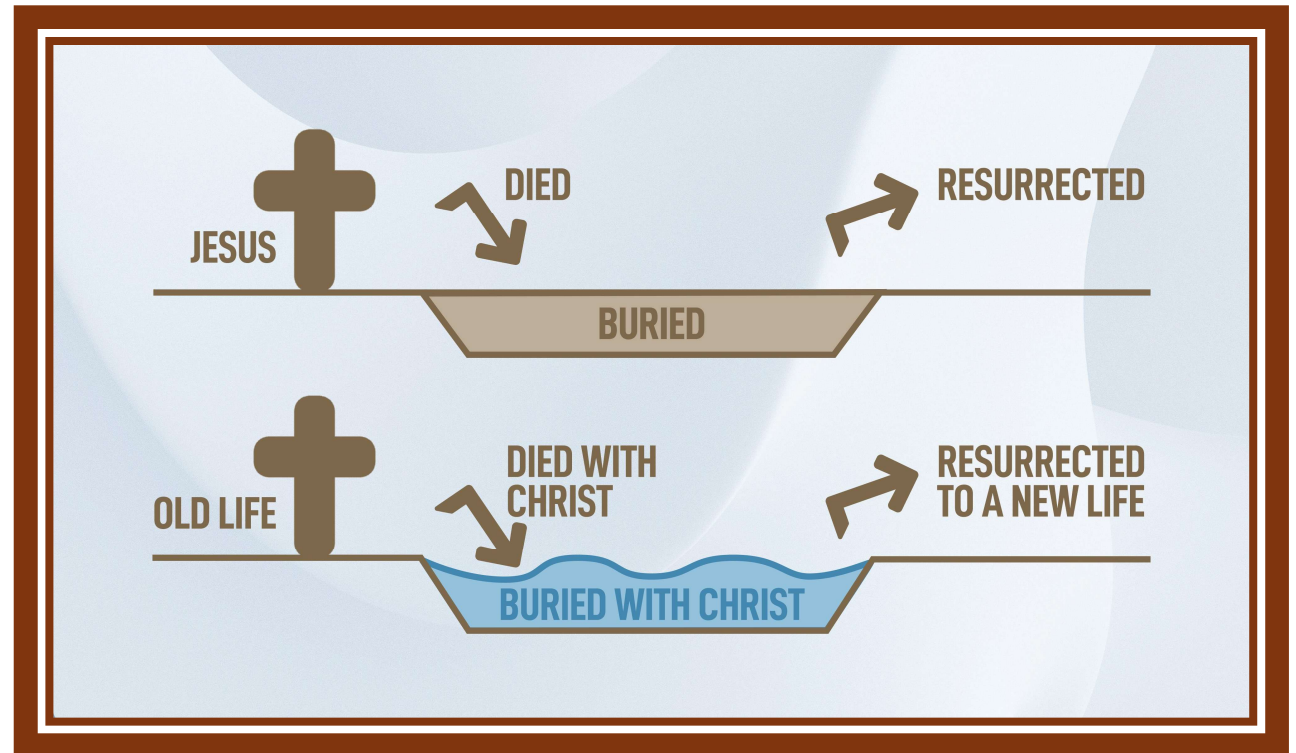 DIED
RESURRECTED
JESUS
BURIED
DIED WITH
CHRIST
RESURRECTED
TO A NEW LIFE
OLD LIFE
BURIED WITH CHRIST